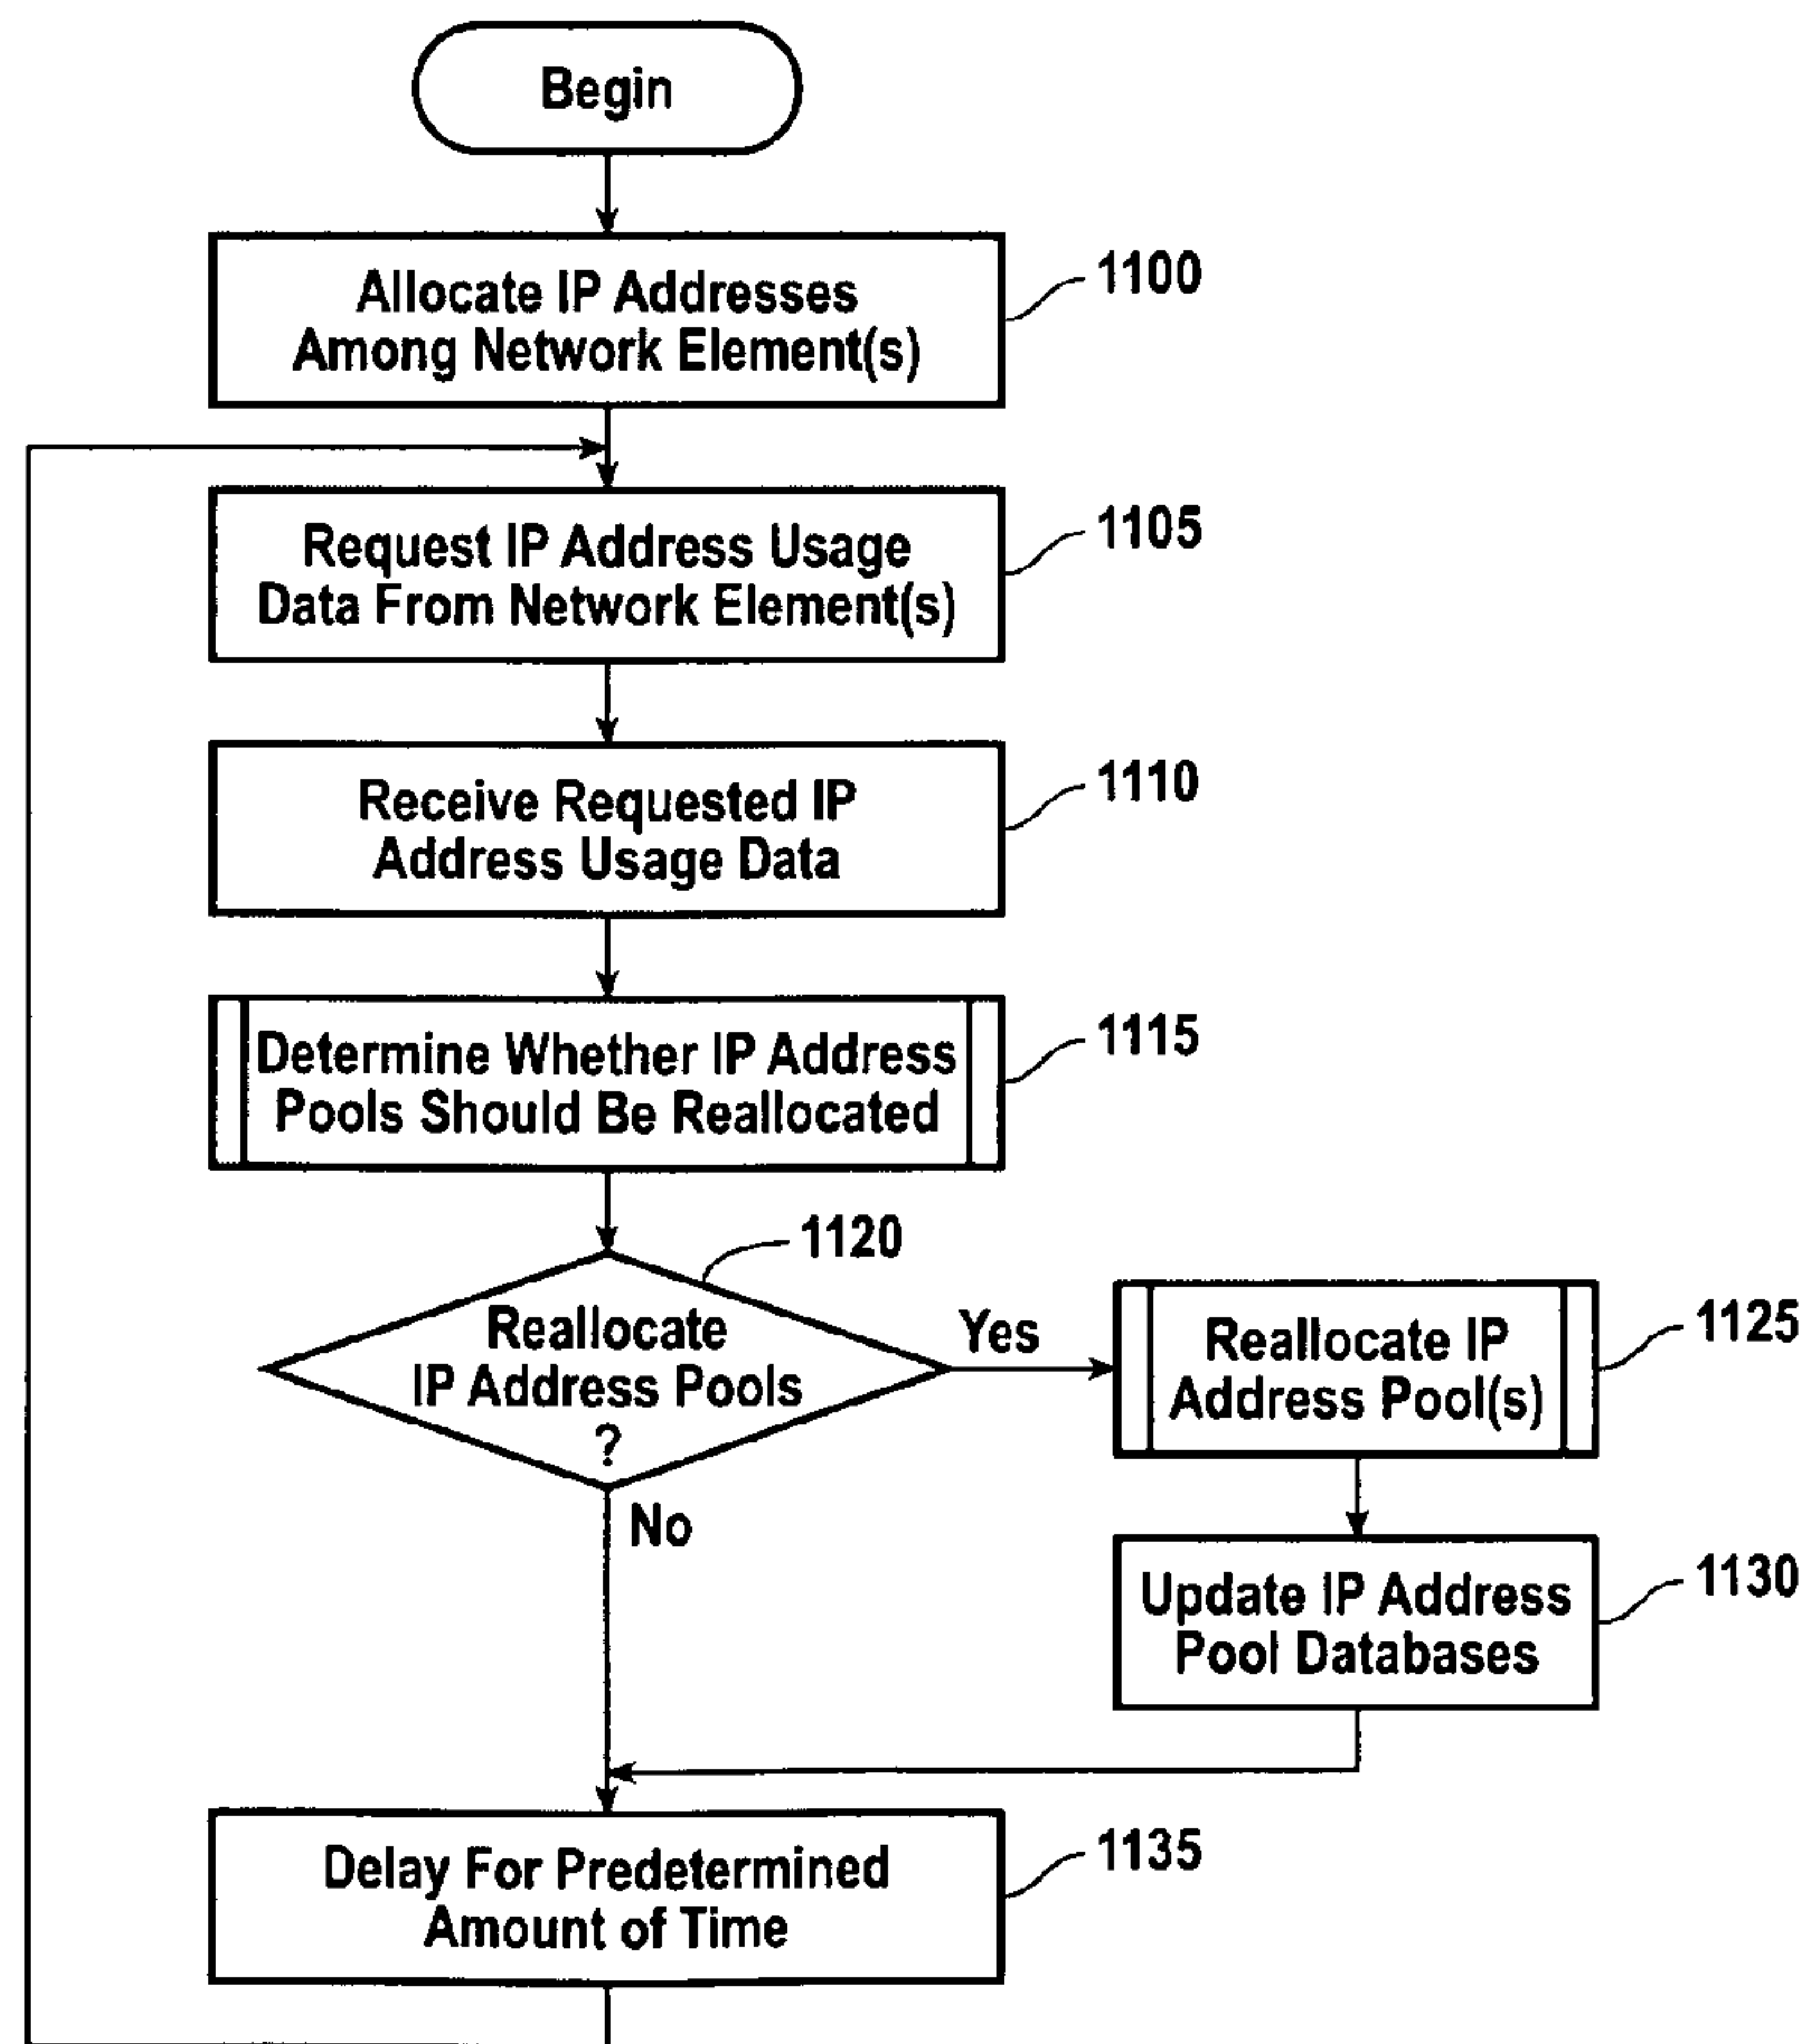 Begin
Allocate IP Addresses
Among Network Element(s)
1100
Request IP Address Usage
Data From Network Element(s)
1105
Receive Requested IP
Address Usage Data
1110
Determine Whether IP Address
Pools Should Be Reallocated
1115
1120
Reallocate
IP Address Pools
?
Yes
No
Reallocate IP
Address Pool(s)
1125
Update IP Address
Pool Databases
1130
Delay For Predetermined
Amount of Time
1135